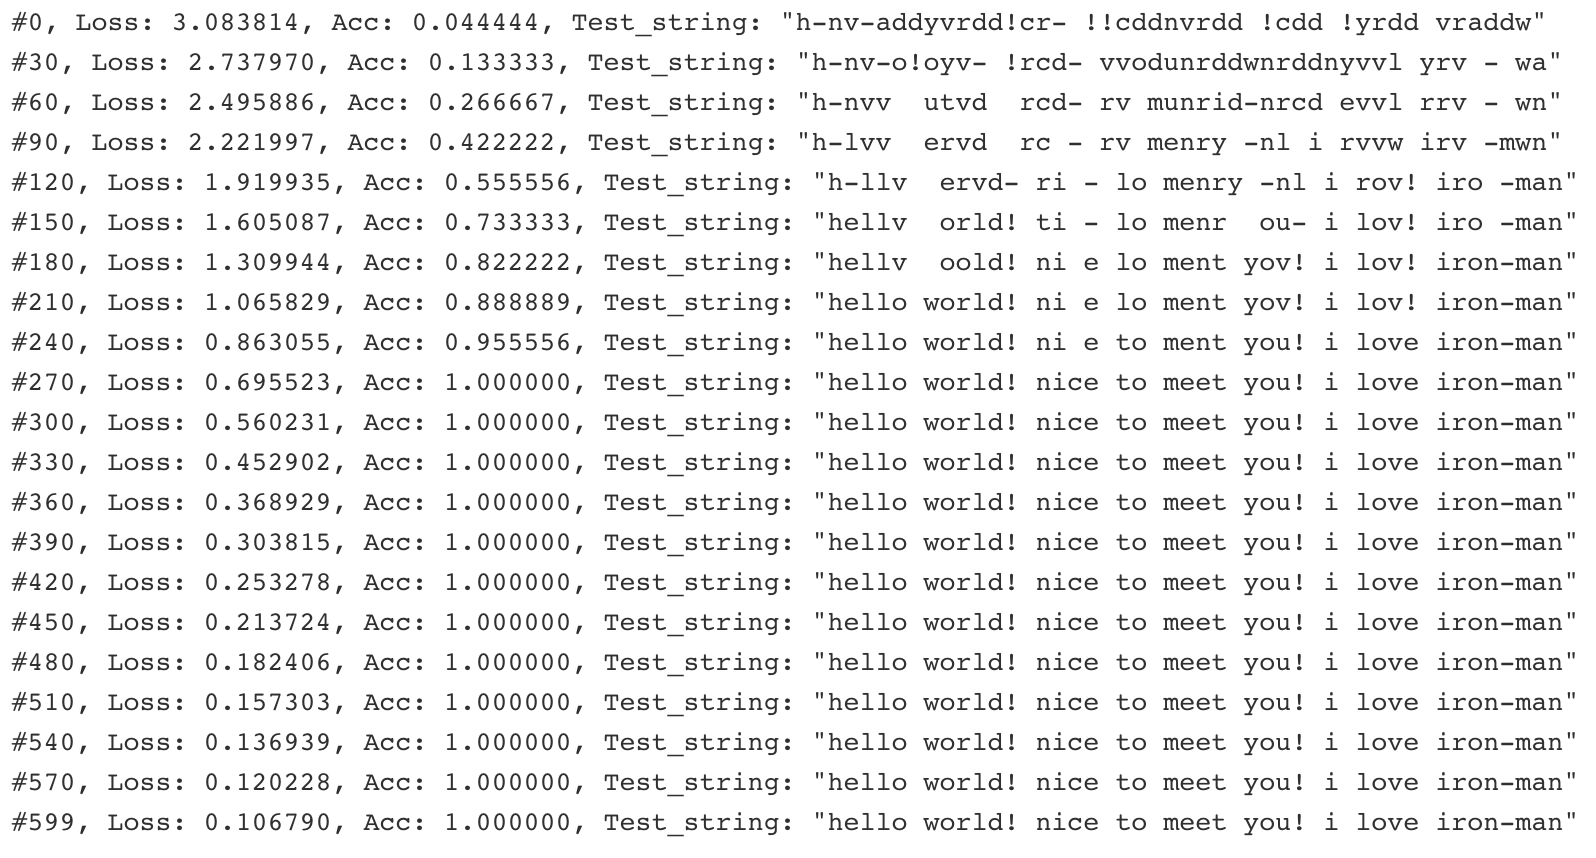 #0, Loss: 3.083814, Acc: 0.044444, Test_string: "h-nv-addyvrdd!cr- !!cddnvrdd !cdd !yrdd vraddw"
#30, Loss: 2.737970, Acc: 0.133333, Test_string: "h-nv-o!oyv- !rcd- vvodunrddwnrddnyvvl yrv - wa"
#60, Loss: 2.495886, Acc: 0.266667, Test_string: "h-nvv  utvd  rcd- rv munrid-nrcd evvl rrv - wn"
#90, Loss: 2.221997, Acc: 0.422222, Test_string: "h-lvv  ervd  rc - rv menry -nl i rvvw irv -mwn"
#120, Loss: 1.919935, Acc: 0.555556, Test_string: "h-llv  ervd- ri - lo menry -nl i rov! iro -man"
#150, Loss: 1.605087, Acc: 0.733333, Test_string: "hellv  orld! ti - lo menr  ou- i lov! iro -man"
#180, Loss: 1.309944, Acc: 0.822222, Test_string: "hellv  oold! ni e lo ment yov! i lov! iron-man"
#210, Loss: 1.065829, Acc: 0.888889, Test_string: "hello world! ni e lo ment yov! i lov! iron-man"
#240, Loss: 0.863055, Acc: 0.955556, Test_string: "hello world! ni e to ment you! i love iron-man"
#270, Loss: 0.695523, Acc: 1.000000, Test_string: "hello world! nice to meet you! i love iron-man"
#300, Loss: 0.560231, Acc: 1.000000, Test_string: "hello world! nice to meet you! i love iron-man"
#330, Loss: 0.452902, Acc: 1.000000, Test_string: "hello world! nice to meet you! i love iron-man"
#360, Loss: 0.368929, Acc: 1.000000, Test_string: "hello world! nice to meet you! i love iron-man"
#390, Loss: 0.303815, Acc: 1.000000, Test_string: "hello world! nice to meet you! i love iron-man"
#420, Loss: 0.253278, Acc: 1.000000, Test_string: "hello world! nice to meet you! i love iron-man"
#450, Loss: 0.213724, Acc: 1.000000, Test_string: "hello world! nice to meet you! i love iron-man"
#480, Loss: 0.182406, Acc: 1.000000, Test_string: "hello world! nice to meet you! i love iron-man"
#510, Loss: 0.157303, Acc: 1.000000, Test_string: "hello world! nice to meet you! i love iron-man"
#540, Loss: 0.136939, Acc: 1.000000, Test_string: "hello world! nice to meet you! i love iron-man"
#570, Loss: 0.120228, Acc: 1.000000, Test_string: "hello world! nice to meet you! i love iron-man"
#599, Loss: 0.106790, Acc: 1.000000, Test_string: "hello world! nice to meet you! i love iron-man"